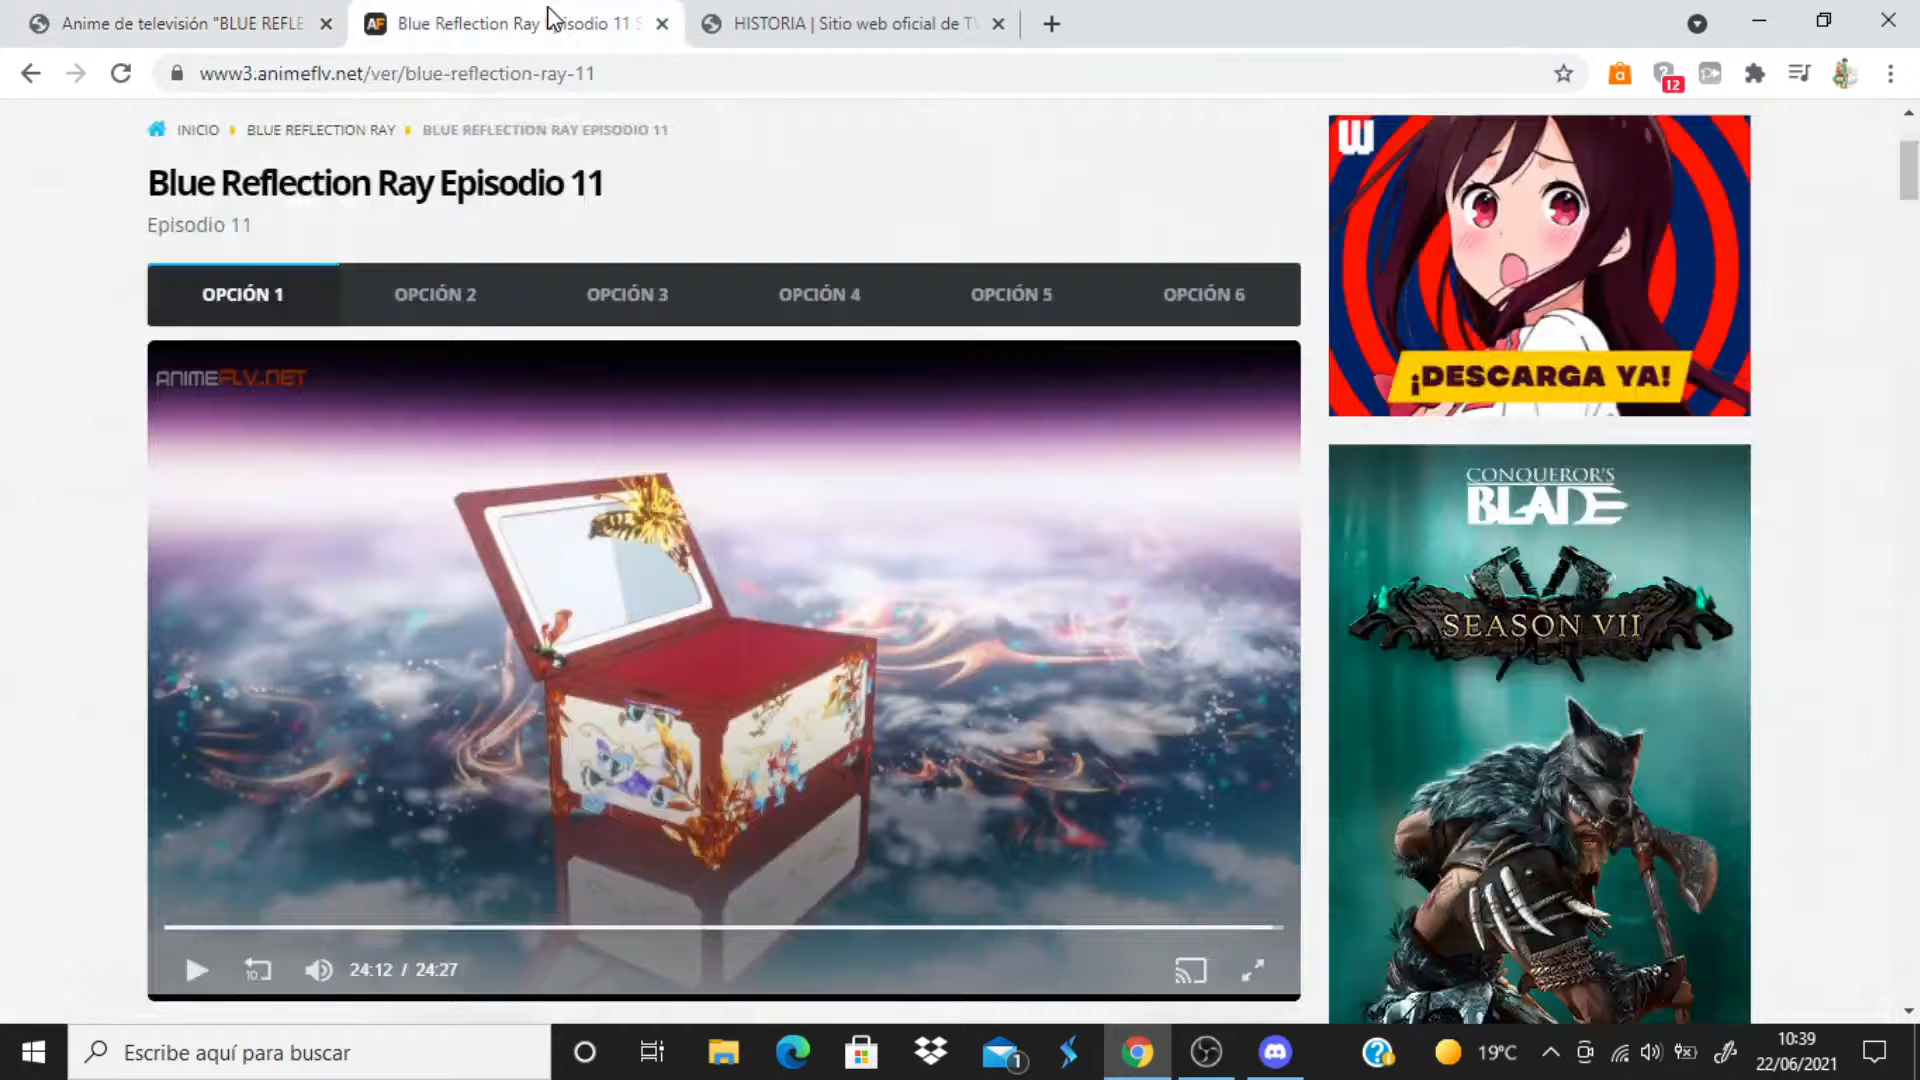 Anime de televisión "BLUE REFLE
Blue Reflection Ray Episodio 11 S
HISTORIA | Sitio web oficial de TV
www3.animeflv.net/ver/blue-reflection-ray-11
12
INICIO
BLUE REFLECTION RAY
BLUE REFLECTION RAY EPISODIO 11
Blue Reflection Ray Episodio 11
Episodio 11
OPCIÓN 1
OPCIÓN 2
OPCIÓN 3
OPCIÓN 4
OPCIÓN 5
OPCIÓN 6
ANIMEFLV.NET
24:12 / 24:27
W
¡DESCARGA YA!
CONQUEROR'S
BLADE
SEASON VII
Escribe aquí para buscar
1
19°C
10:39
22/06/2021